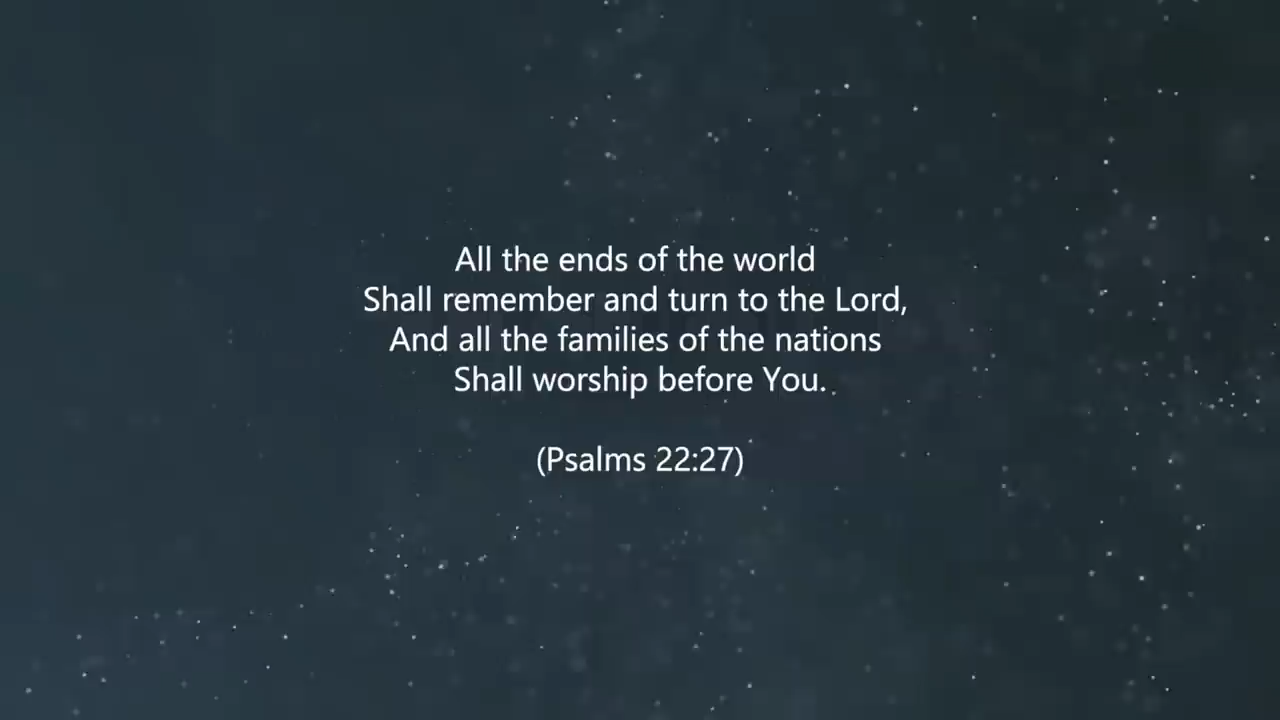 All the ends of the world
Shall remember and turn to the Lord,
And all the families of the nations
Shall worship before You.
(Psalms 22:27)